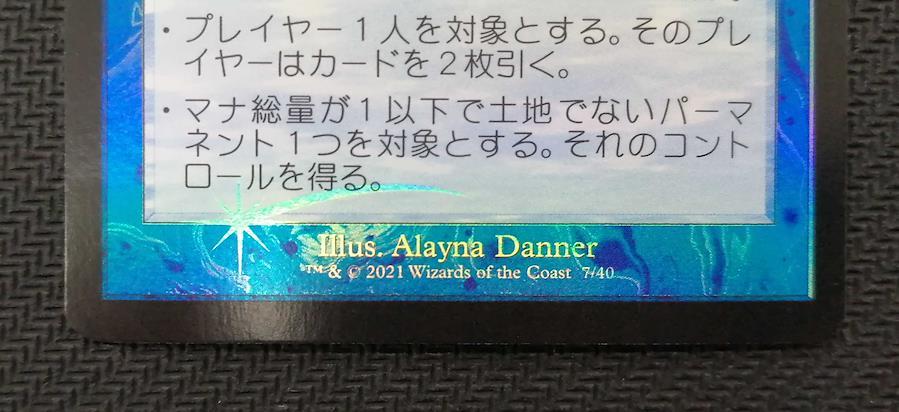 ・プレイヤー１人を対象とする。そのプレ
イヤーはカードを２枚引く。
・マナ総量が１以下で土地でないパーマ
ネント１つを対象とする。それのコント
ロールを得る。
Illus. Alayna Danner
™ & © 2021 Wizards of the Coast 7/40